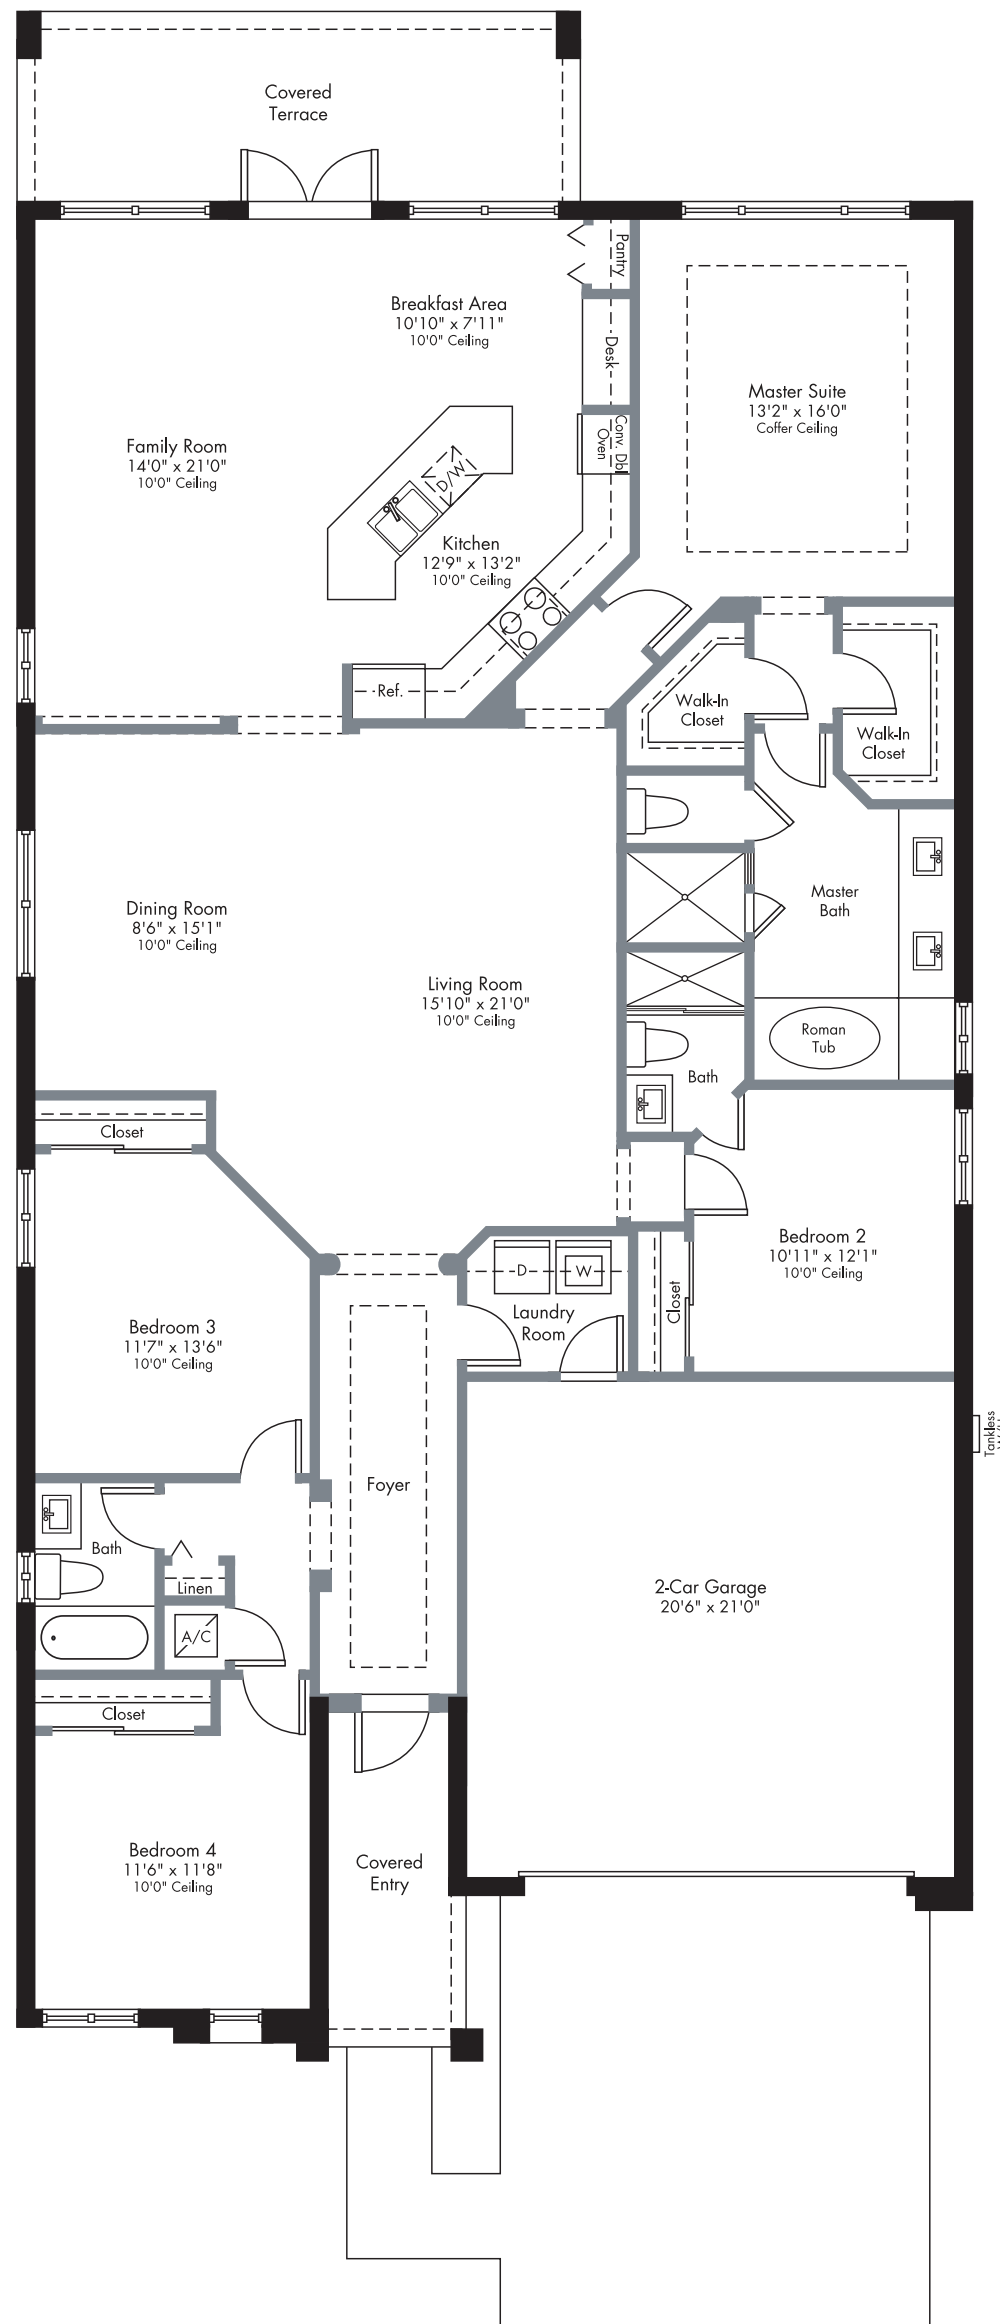 Covered
Terrace
Pantry
Breakfast Area
10'10" x 7'11"
10'0" Ceiling
Desk
Master Suite
13'2" x 16'0"
Coffer Ceiling
Family Room
14'0" x 21'0"
10'0" Ceiling
Conv. Dbl
Oven
D/W
Kitchen
12'9" x 13'2"
10'0" Ceiling
Ref.
Walk-In
Closet
Walk-In
Closet
Dining Room
8'6" x 15'1"
10'0" Ceiling
Master
Bath
Living Room
15'10" x 21'0"
10'0" Ceiling
Roman
Tub
Bath
Closet
Bedroom 2
10'11" x 12'1"
10'0" Ceiling
D
W
Closet
Laundry
Room
Bedroom 3
11'7" x 13'6"
10'0" Ceiling
Tankless
Foyer
Bath
Linen
2-Car Garage
20'6" x 21'0"
A/C
Closet
Bedroom 4
11'6" x 11'8"
10'0" Ceiling
Covered
Entry